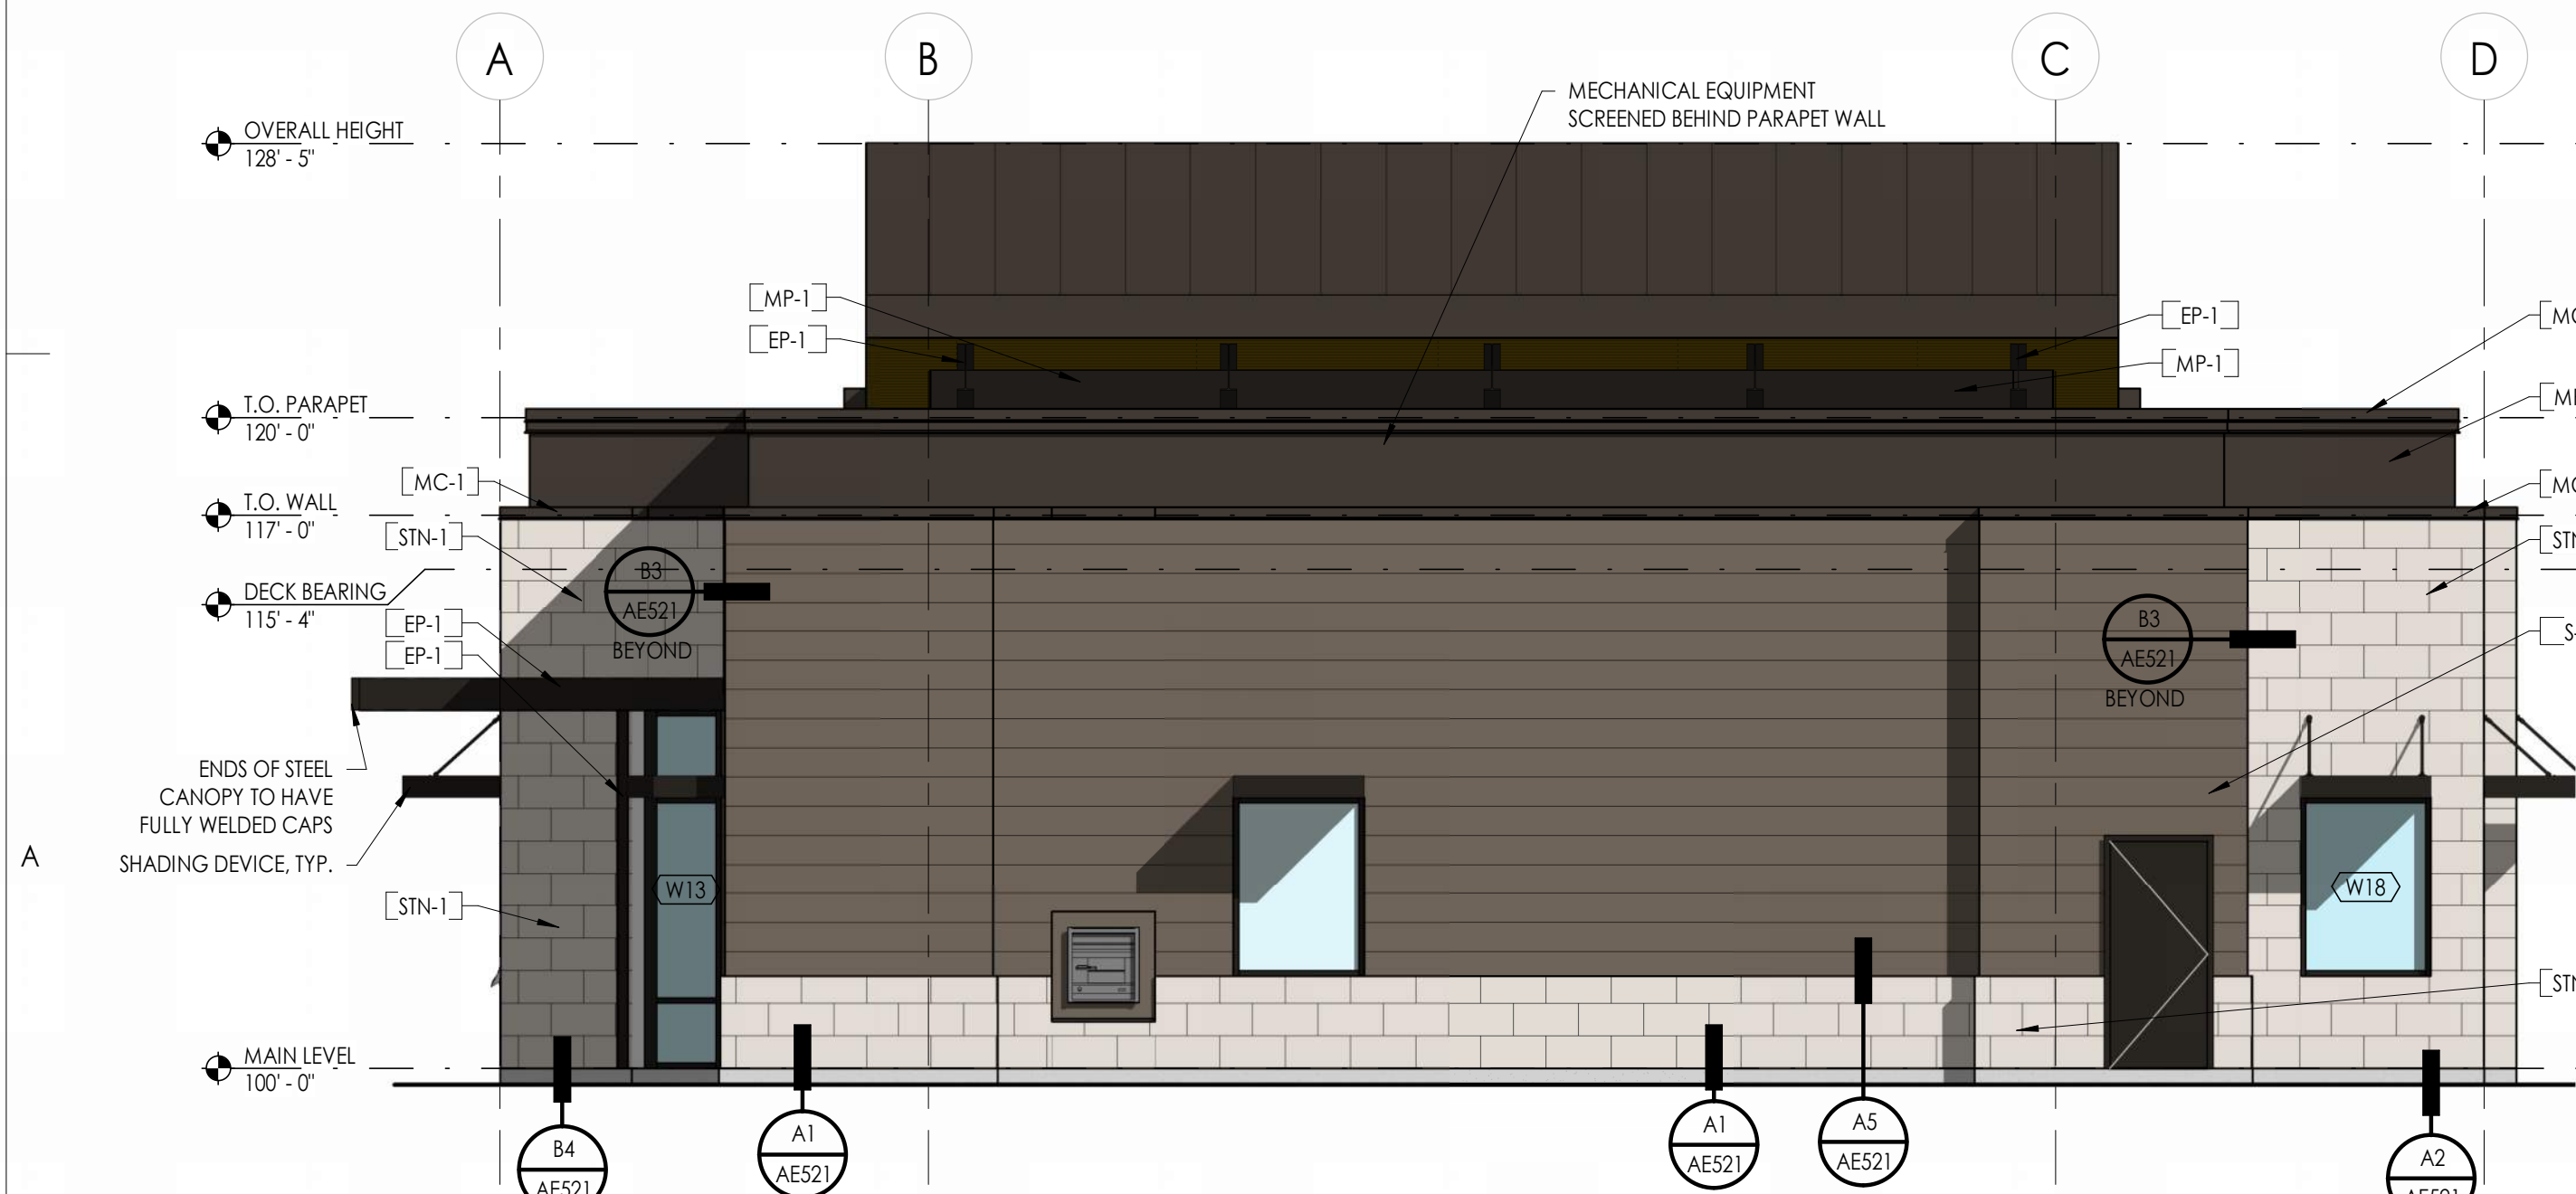 A B C D
MECHANICAL EQUIPMENT
SCREENED BEHIND PARAPET WALL
OVERALL HEIGHT
128' - 5"
MP-1
EP-1
EP-1
MP-1
T.O. PARAPET
120' - 0"
MC-1
T.O. WALL
117' - 0"
STN-1
DECK BEARING
115' - 4"
EP-1
EP-1
B3
AE521
BEYOND
B3
AE521
BEYOND
ENDS OF STEEL
CANOPY TO HAVE
FULLY WELDED CAPS
SHADING DEVICE, TYP.
A
STN-1
W13
W18
MAIN LEVEL
100' - 0"
B4
AE521
A1
AE521
A1
AE521
A5
AE521
A2